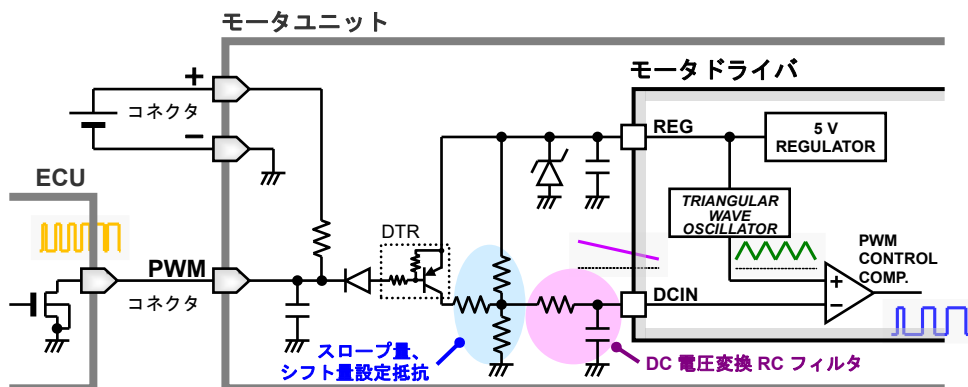 モータユニット
モータドライバ
+
コネクタ
−
REG
5 V
REGULATOR
ECU
TRIANGULAR
WAVE
OSCILLATOR
DTR
PWM
CONTROL
COMP.
PWM
コネクタ
DCIN
+
−
スロープ量、
シフト量設定抵抗
DC 電圧変換 RC フィルタ